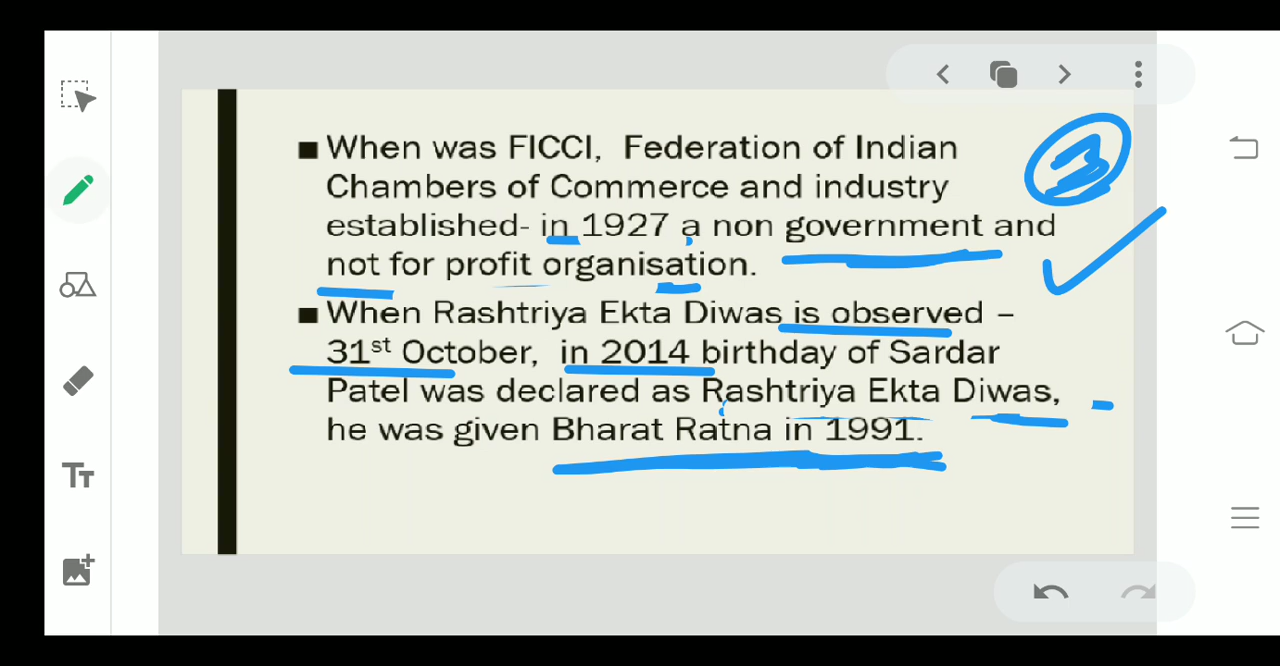 ■ When was FICCI, Federation of Indian
Chambers of Commerce and industry
established- in 1927 a non government and
not for profit organisation.
■ When Rashtriya Ekta Diwas is observed –
31st October, in 2014 birthday of Sardar
Patel was declared as Rashtriya Ekta Diwas,
he was given Bharat Ratna in 1991.
3
TT